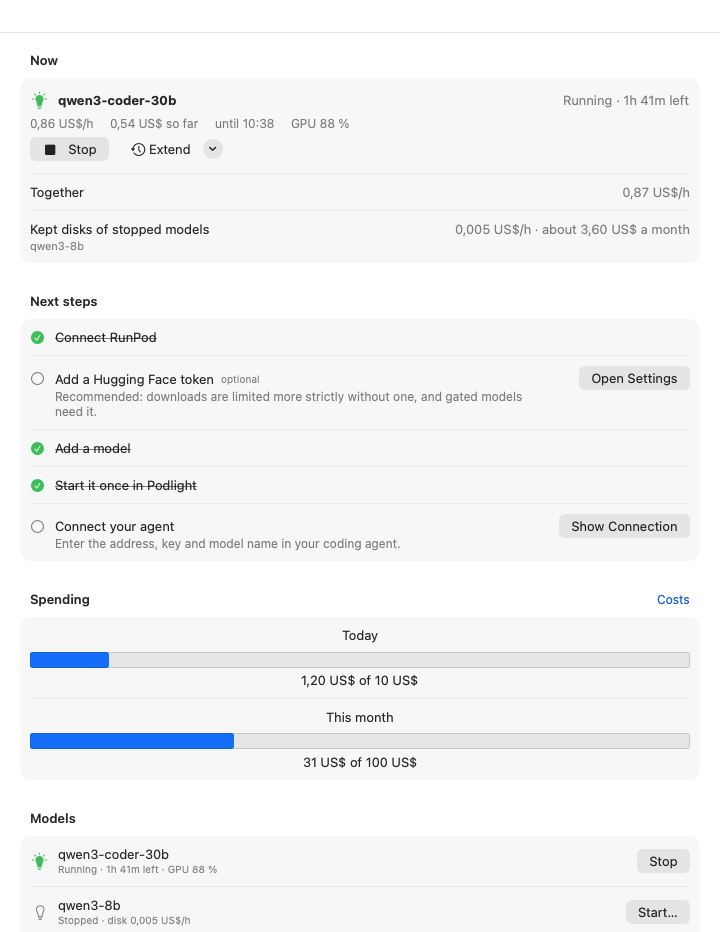 Now
qwen3-coder-30b
Running · 1h 41m left
0,86 US$/h 0,54 US$ so far until 10:38 GPU 88 %
Stop Extend
Together 0,87 US$/h
Kept disks of stopped models 0,005 US$/h · about 3,60 US$ a month
qwen3-8b
Next steps
Connect RunPod
Add a Hugging Face token optional
Open Settings
Recommended: downloads are limited more strictly without one, and gated models
need it.
Add a model
Start it once in Podlight
Connect your agent
Show Connection
Enter the address, key and model name in your coding agent.
Spending Costs
Today
1,20 US$ of 10 US$
This month
31 US$ of 100 US$
Models
qwen3-coder-30b
Running · 1h 41m left · GPU 88 %
Stop
qwen3-8b
Stopped · disk 0,005 US$/h
Start...